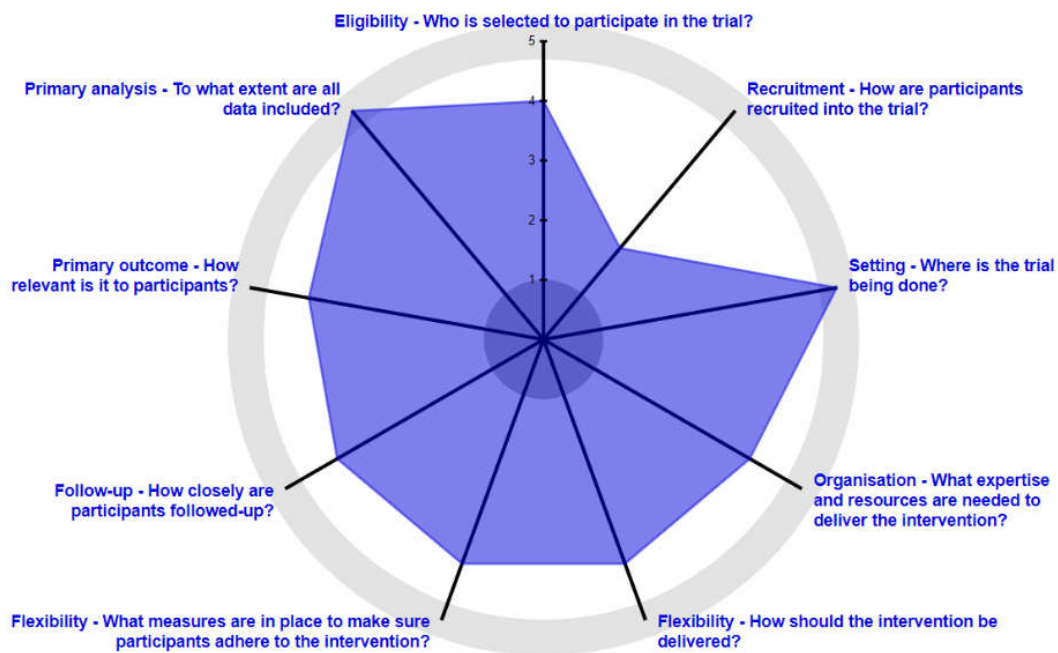 Eligibility - Who is selected to participate in the trial?
5
4
3
2
1
Recruitment - How are participants
recruited into the trial?
Setting - Where is the trial
being done?
Organisation - What expertise
and resources are needed to
deliver the intervention?
Flexibility - How should the intervention be
delivered?
Flexibility - What measures are in place to make sure
participants adhere to the intervention?
Follow-up - How closely are
participants followed-up?
Primary outcome - How
relevant is it to participants?
Primary analysis - To what extent are all
data included?